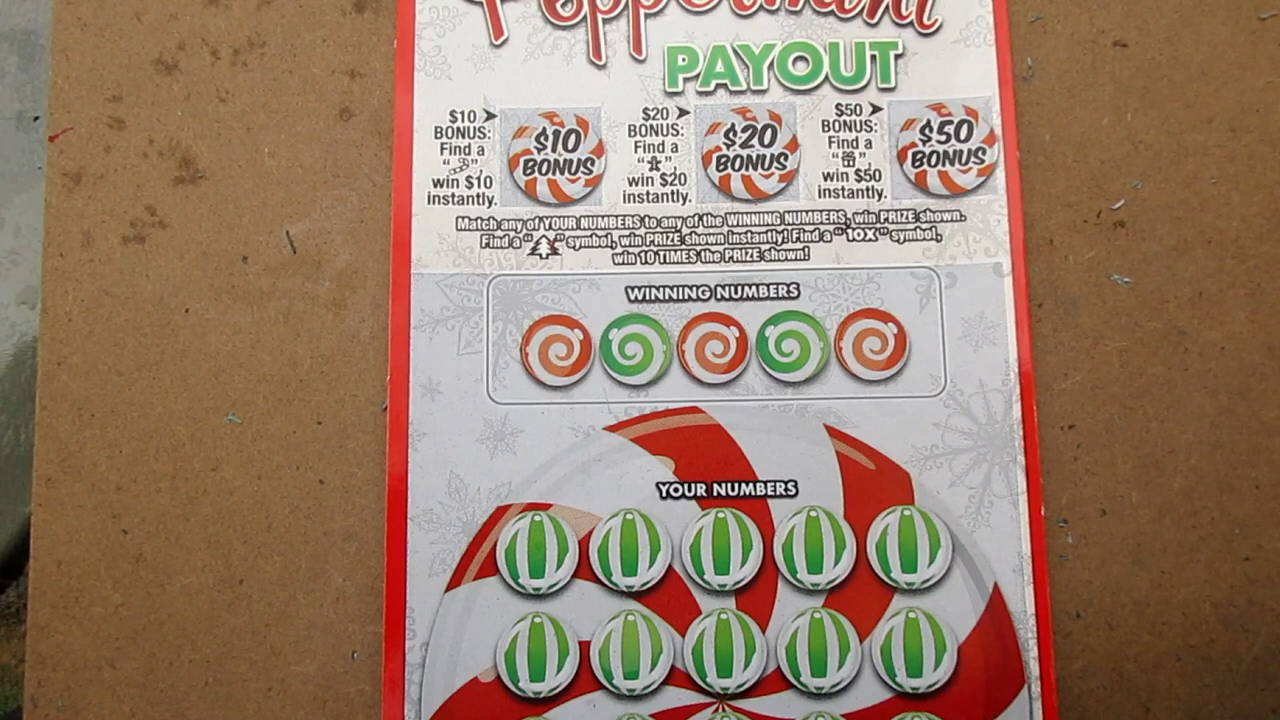 Peppermint
PAYOUT
$10
BONUS:
Find a
" ",
win $10
instantly.
$10
BONUS
$20
BONUS:
Find a
" ",
win $20
instantly.
$20
BONUS
$50
BONUS:
Find a
" ",
win $50
instantly.
$50
BONUS
Match any of YOUR NUMBERS to any of the WINNING NUMBERS, win PRIZE shown.
Find a " " symbol, win PRIZE shown instantly! Find a "10X" symbol,
win 10 TIMES the PRIZE shown!
WINNING NUMBERS
YOUR NUMBERS